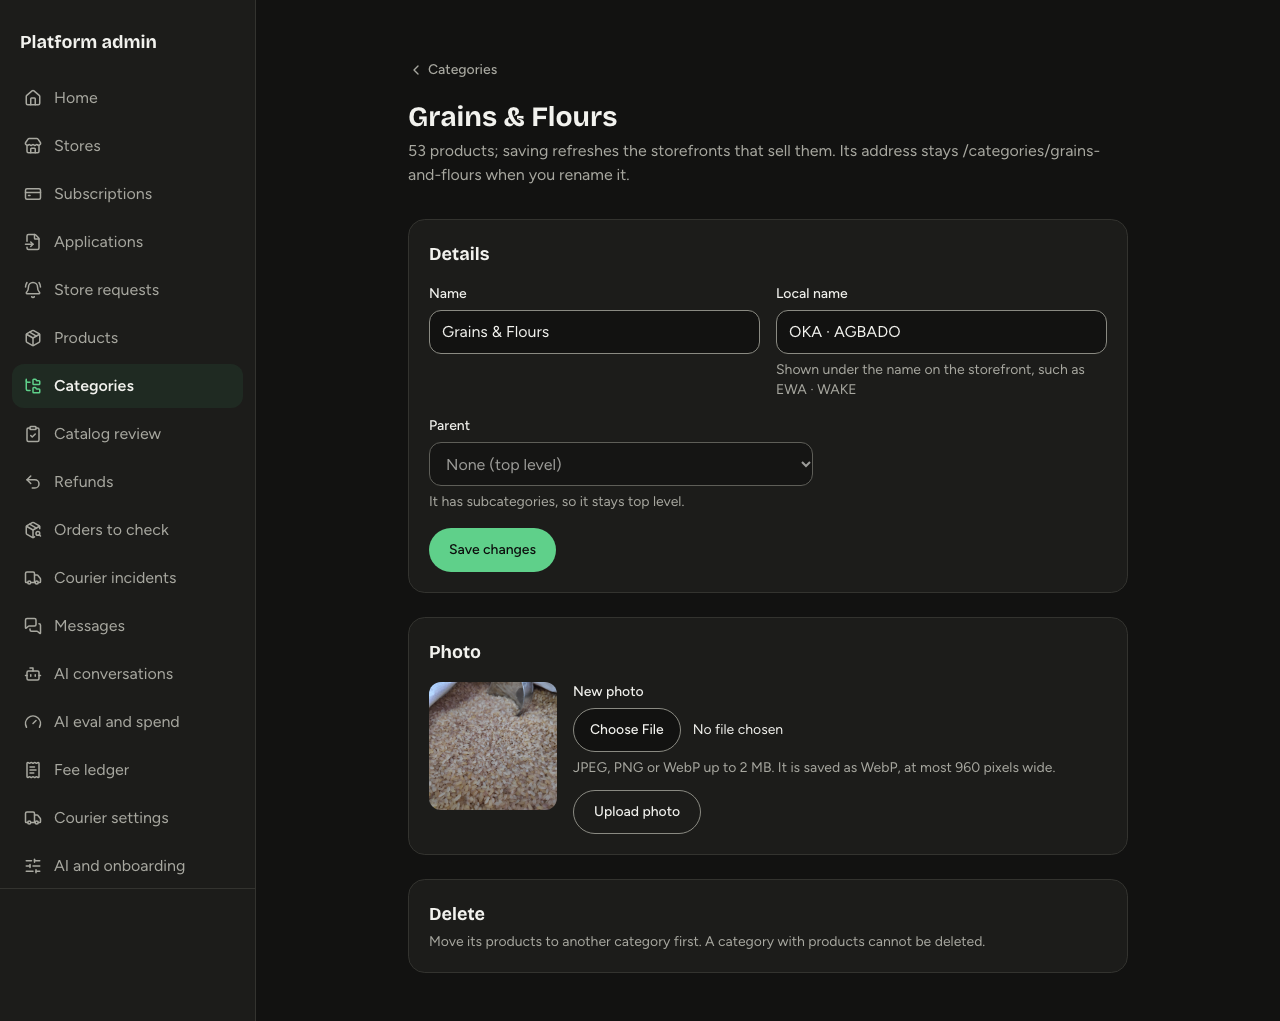 Platform admin
Home
Stores
Subscriptions
Applications
Store requests
Products
Categories
Catalog review
Refunds
Orders to check
Courier incidents
Messages
AI conversations
AI eval and spend
Fee ledger
Courier settings
AI and onboarding
Categories
Grains & Flours
53 products; saving refreshes the storefronts that sell them. Its address stays /categories/grains-
and-flours when you rename it.
Details
Name
Grains & Flours
Local name
OKA · AGBADO
Shown under the name on the storefront, such as
EWA · WAKE
Parent
None (top level)
It has subcategories, so it stays top level.
Save changes
Photo
New photo
Choose File No file chosen
JPEG, PNG or WebP up to 2 MB. It is saved as WebP, at most 960 pixels wide.
Upload photo
Delete
Move its products to another category first. A category with products cannot be deleted.